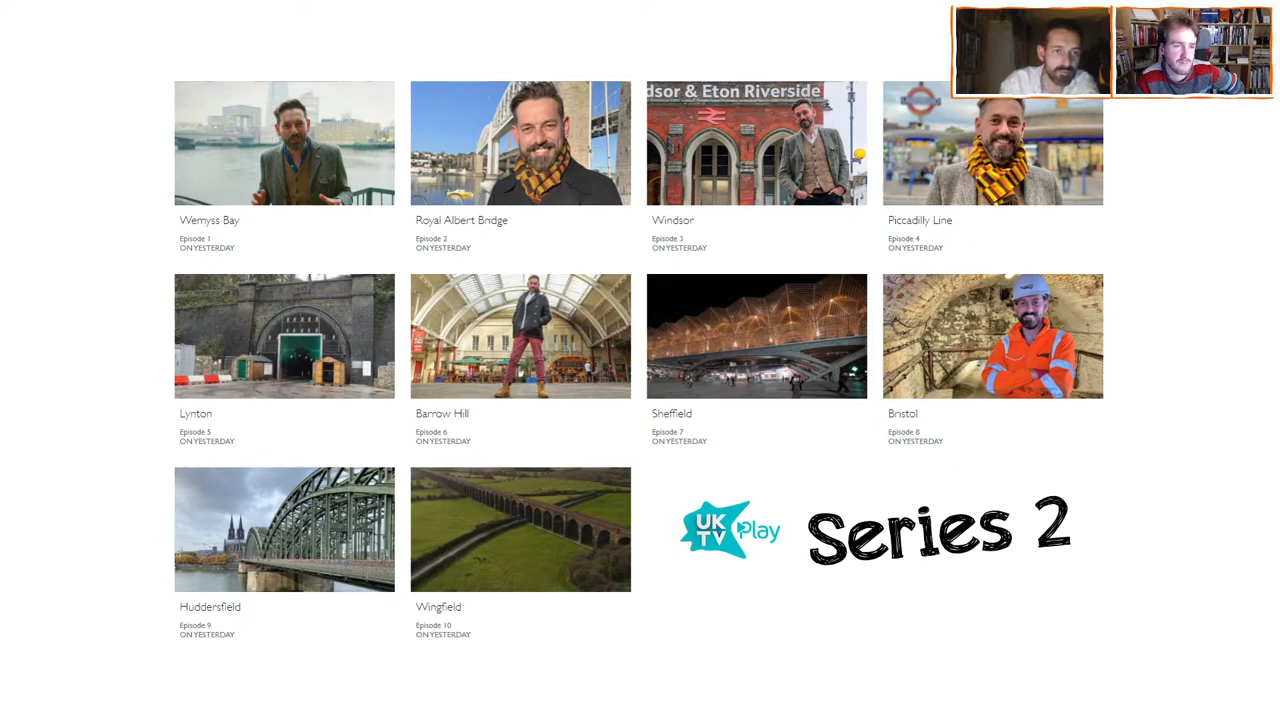 dsor & Eton Riverside
Wemyss Bay
Episode 1
ON YESTERDAY
Royal Albert Bridge
Episode 2
ON YESTERDAY
Windsor
Episode 3
ON YESTERDAY
Piccadilly Line
Episode 4
ON YESTERDAY
Lynton
Episode 5
ON YESTERDAY
Barrow Hill
Episode 6
ON YESTERDAY
Sheffield
Episode 7
ON YESTERDAY
Bristol
Episode 8
ON YESTERDAY
Huddersfield
Episode 9
ON YESTERDAY
Wingfield
Episode 10
ON YESTERDAY
UK
TV Play
Series 2